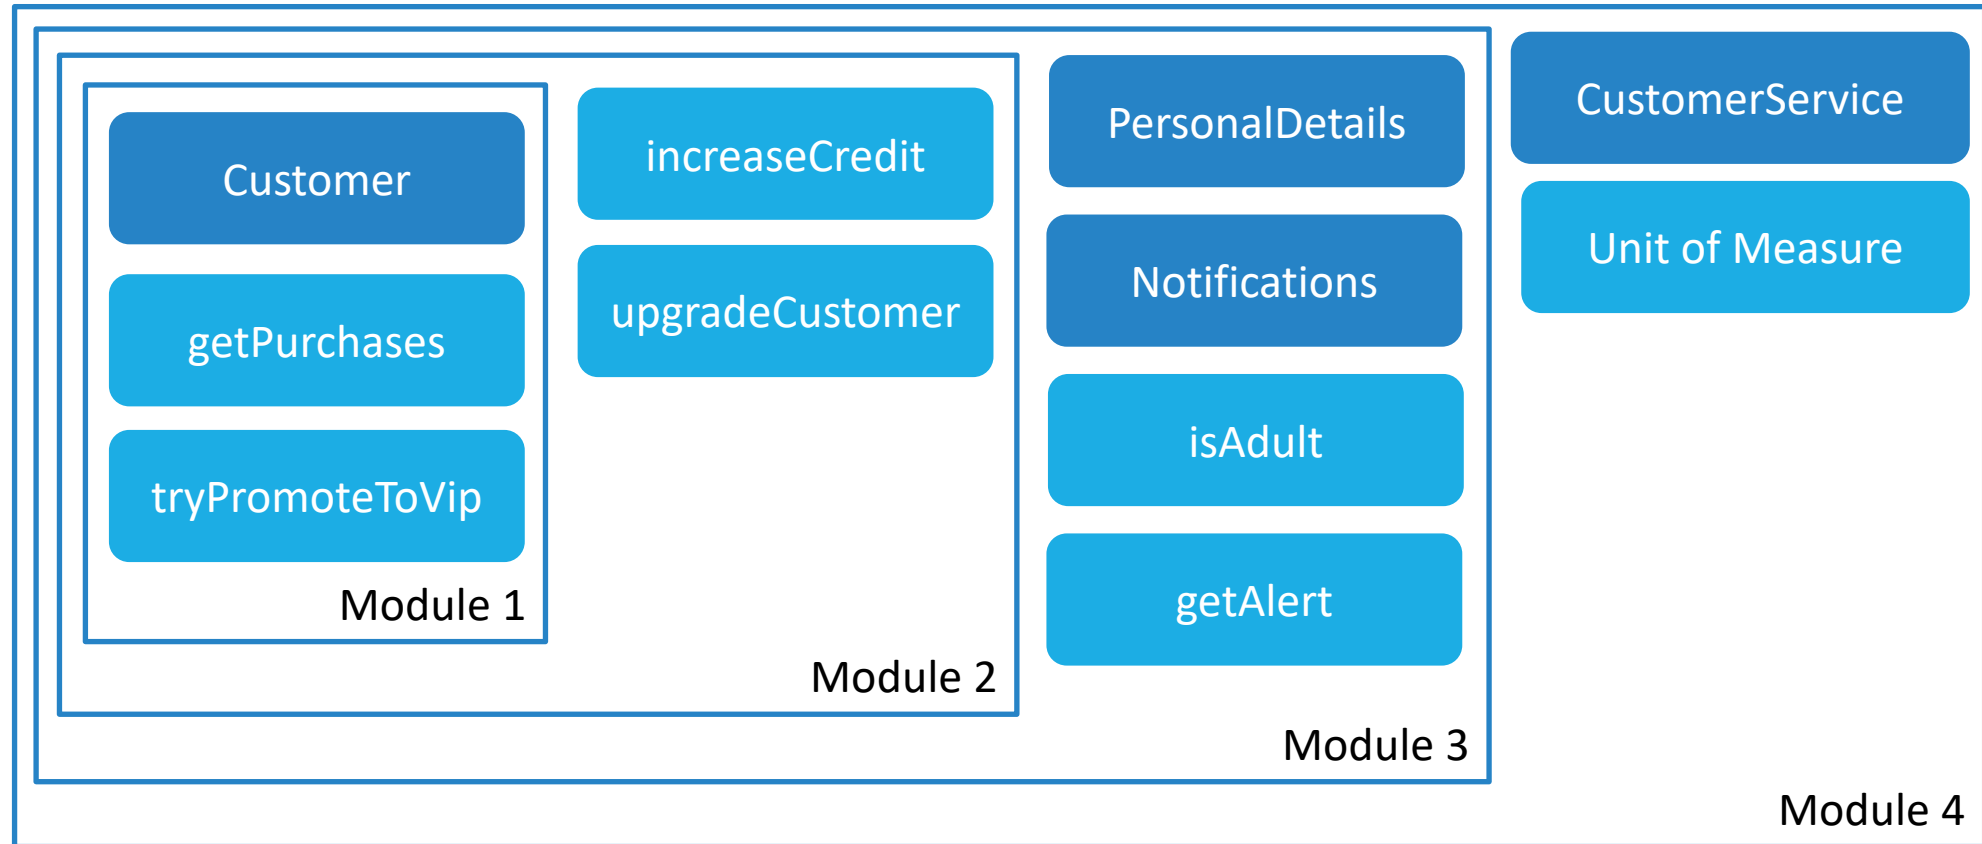 Customer
getPurchases
tryPromoteToVip
Module 1
increaseCredit
upgradeCustomer
Module 2
PersonalDetails
Notifications
isAdult
getAlert
Module 3
CustomerService
Unit of Measure
Module 4